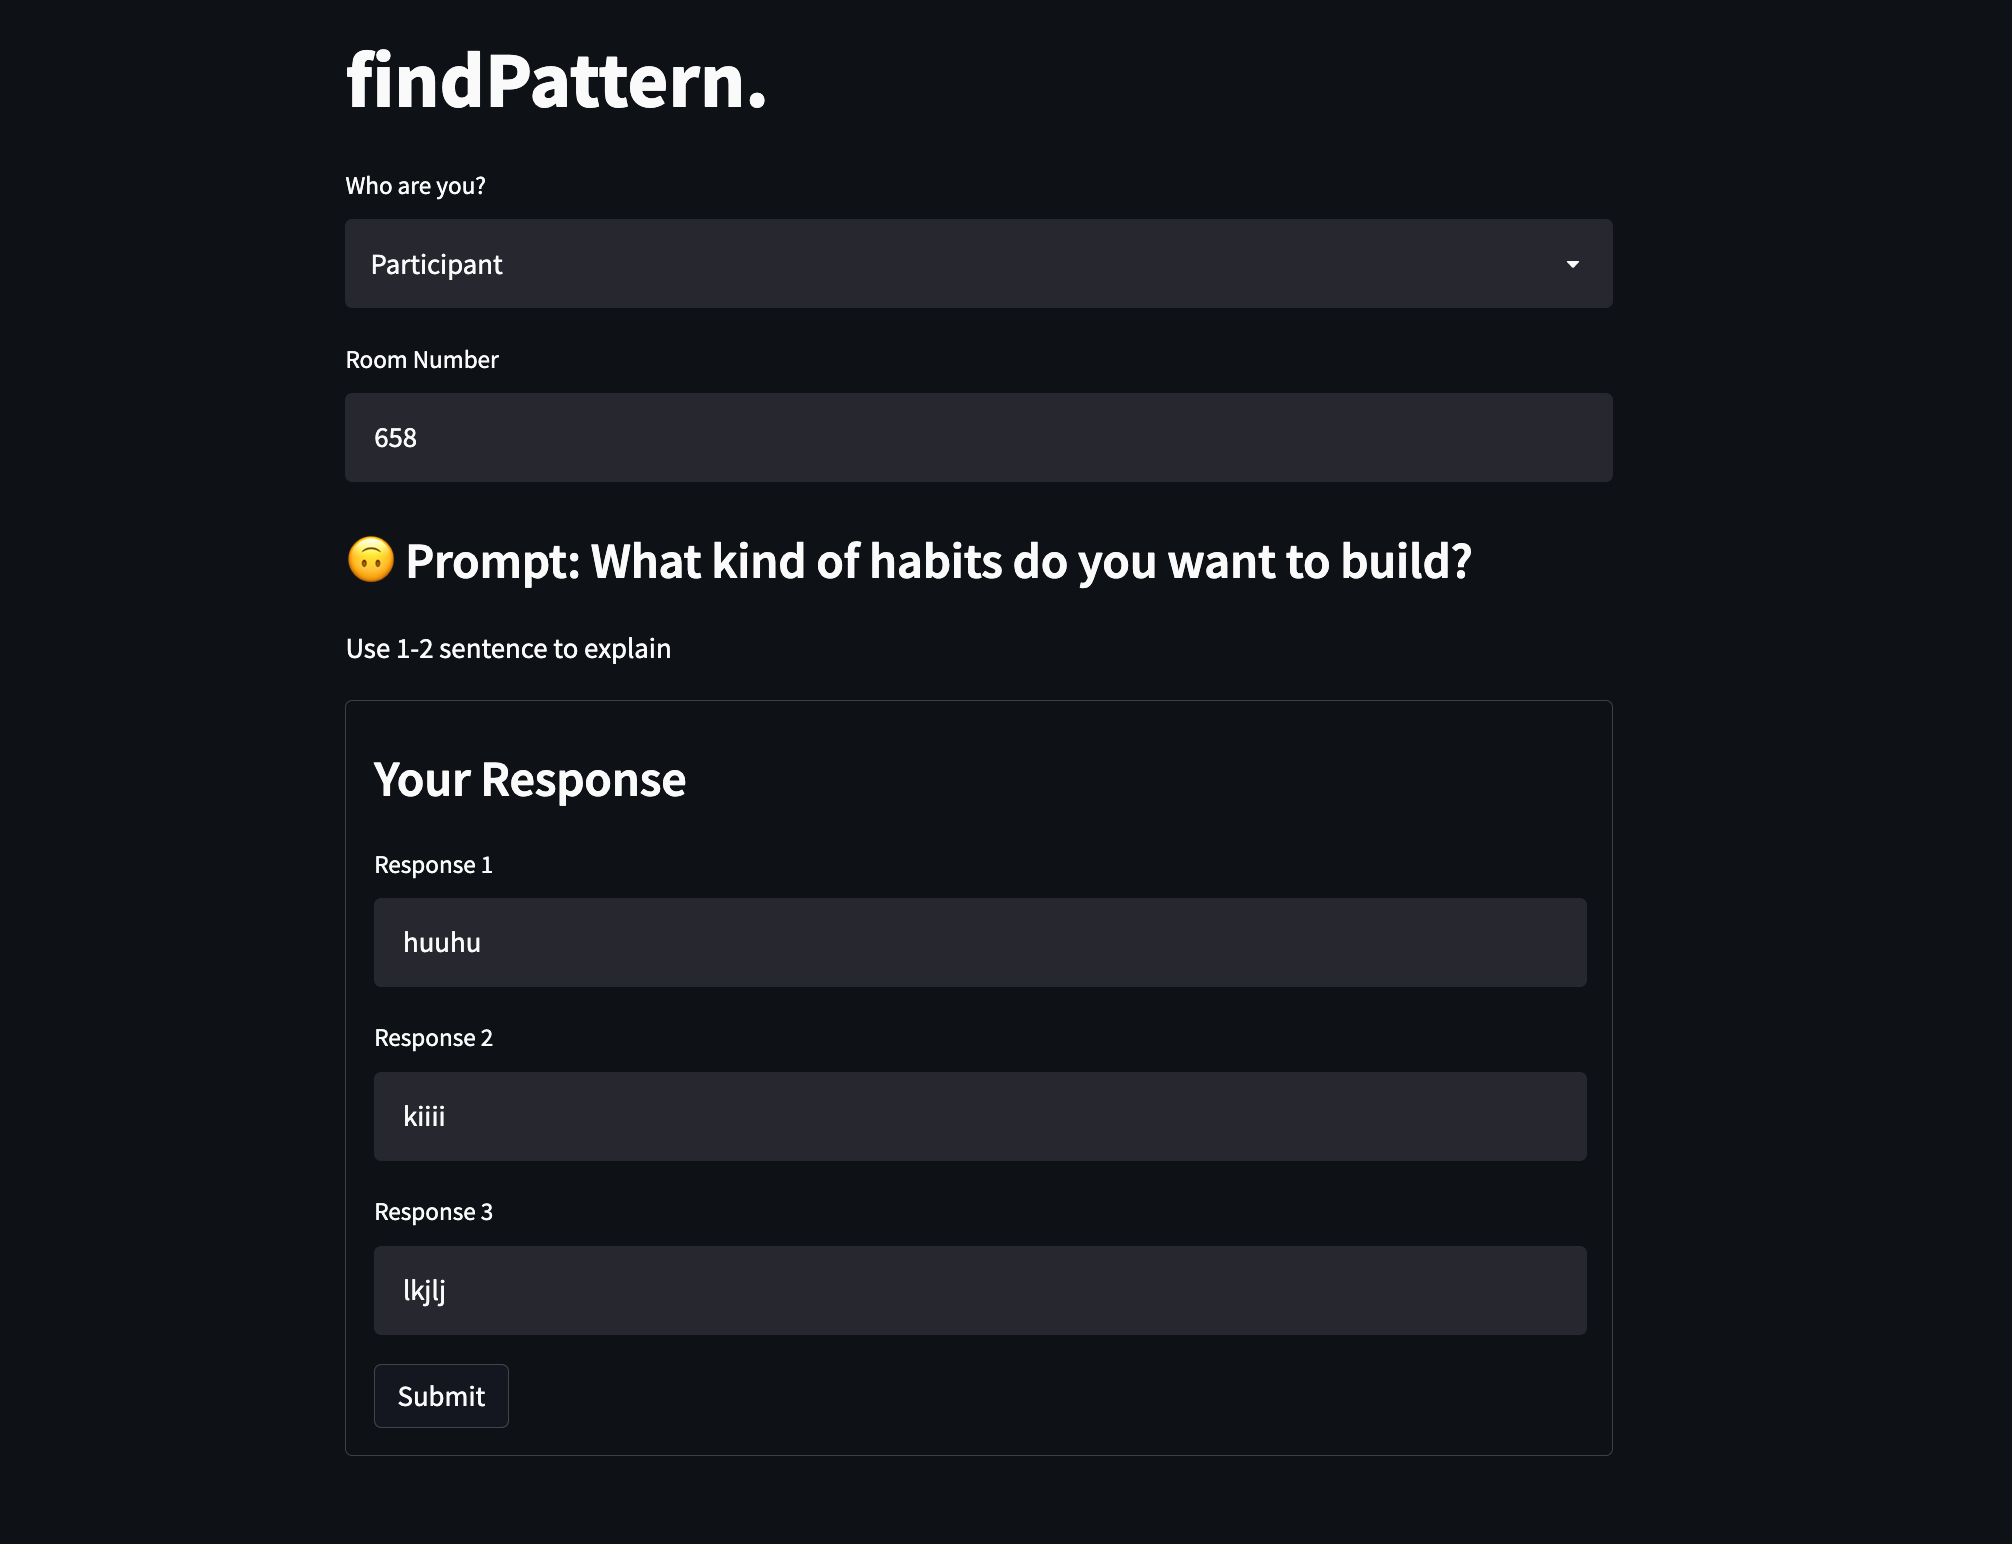 findPattern.
Who are you?
Participant
Room Number
658
🙃 Prompt: What kind of habits do you want to build?
Use 1-2 sentence to explain
Your Response
Response 1
huuhu
Response 2
kiiii
Response 3
lkjlj
Submit